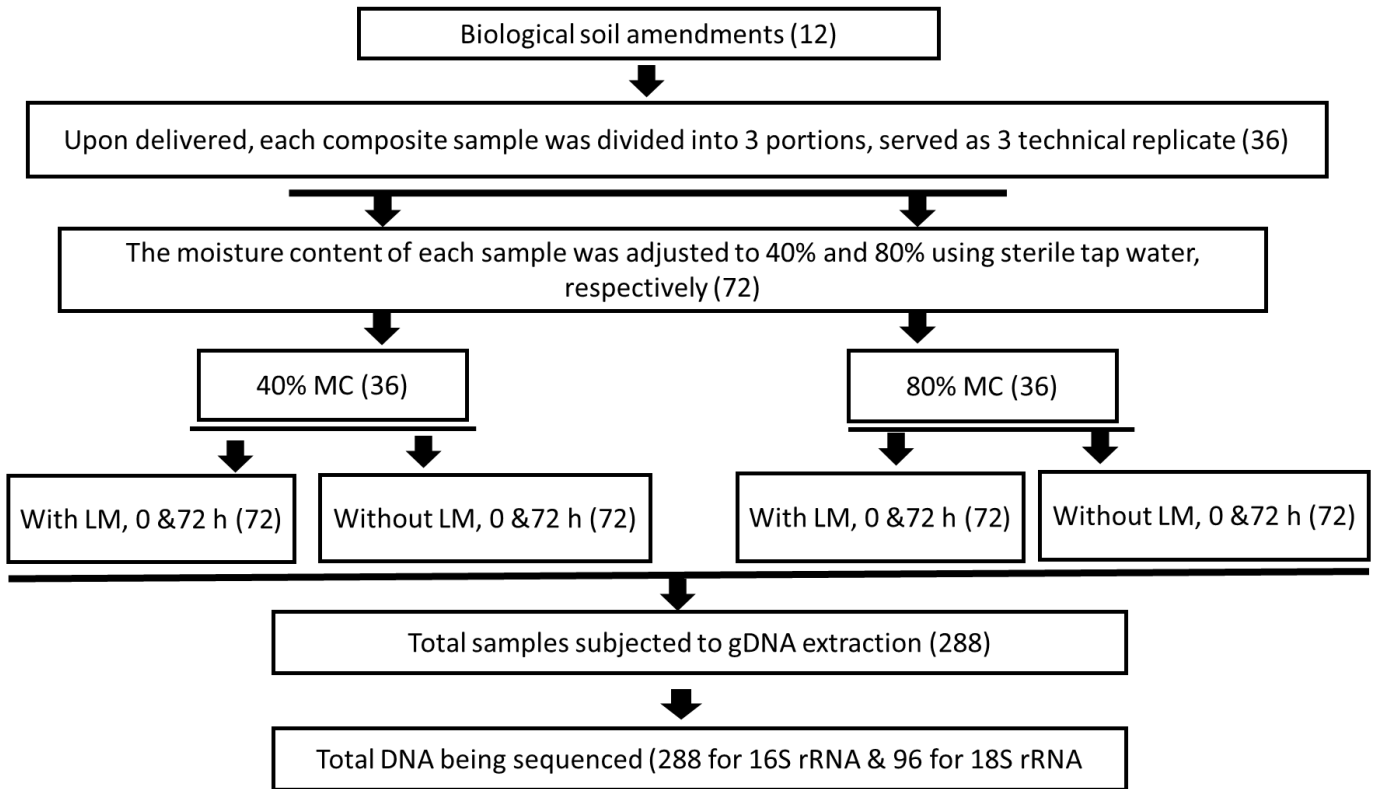 Biological soil amendments (12)
Upon delivered, each composite sample was divided into 3 portions, served as 3 technical replicate (36)
The moisture content of each sample was adjusted to 40% and 80% using sterile tap water,
respectively (72)
40% MC (36)
80% MC (36)
With LM, 0 &72 h (72)
Without LM, 0 &72 h (72)
With LM, 0 &72 h (72)
Without LM, 0 &72 h (72)
Total samples subjected to gDNA extraction (288)
Total DNA being sequenced (288 for 16S rRNA & 96 for 18S rRNA